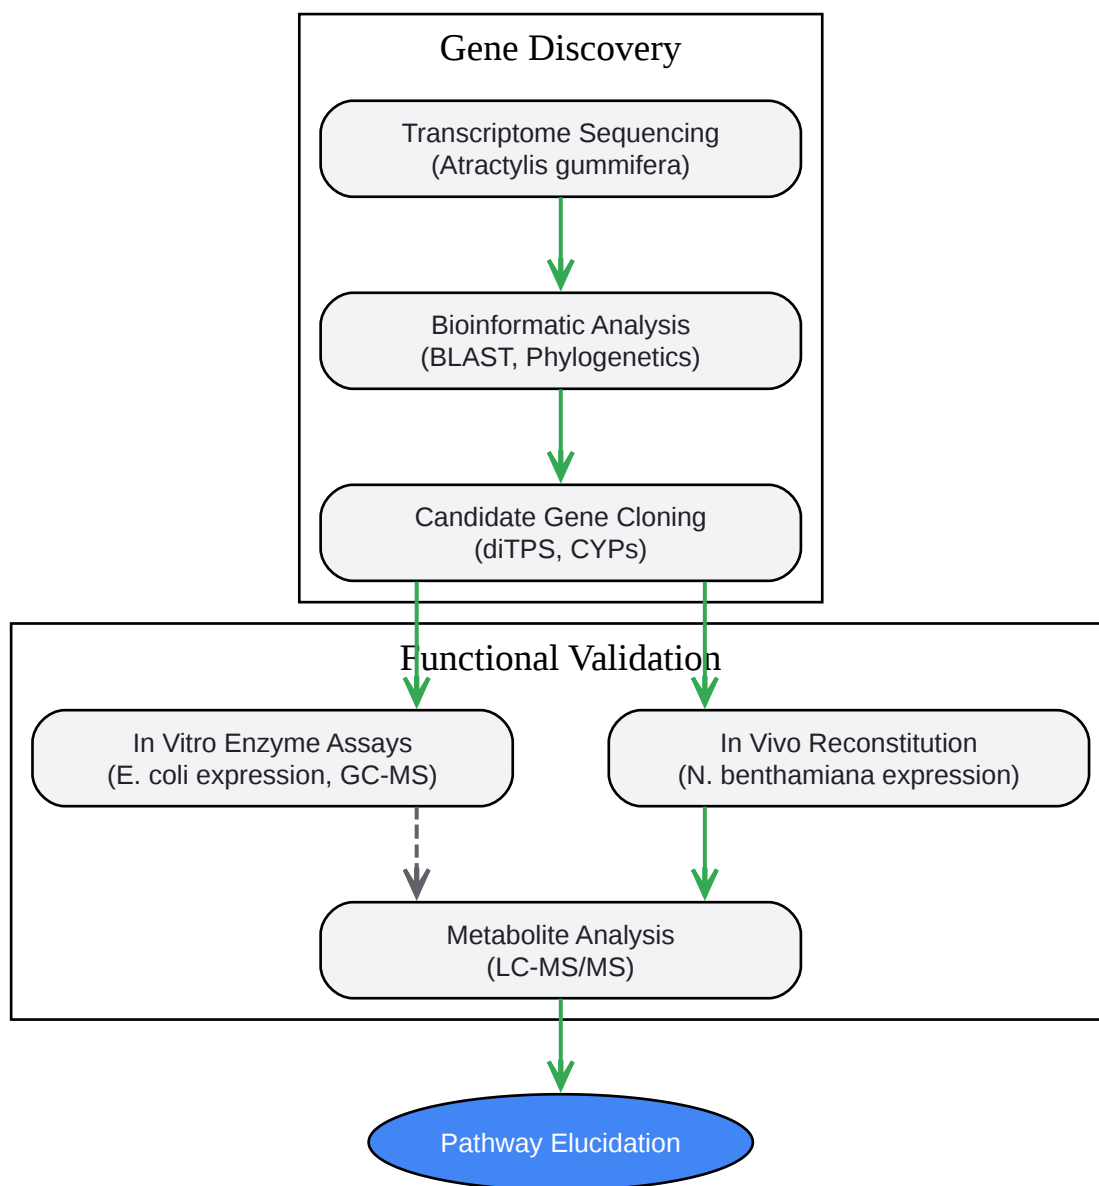 Gene Discovery
Transcriptome Sequencing
(Atractylis gummifera)
Bioinformatic Analysis
(BLAST, Phylogenetics)
Candidate Gene Cloning
(diTPS, CYPs)
Functional Validation
In Vitro Enzyme Assays
(E. coli expression, GC-MS)
In Vivo Reconstitution
(N. benthamiana expression)
Metabolite Analysis
(LC-MS/MS)
Pathway Elucidation